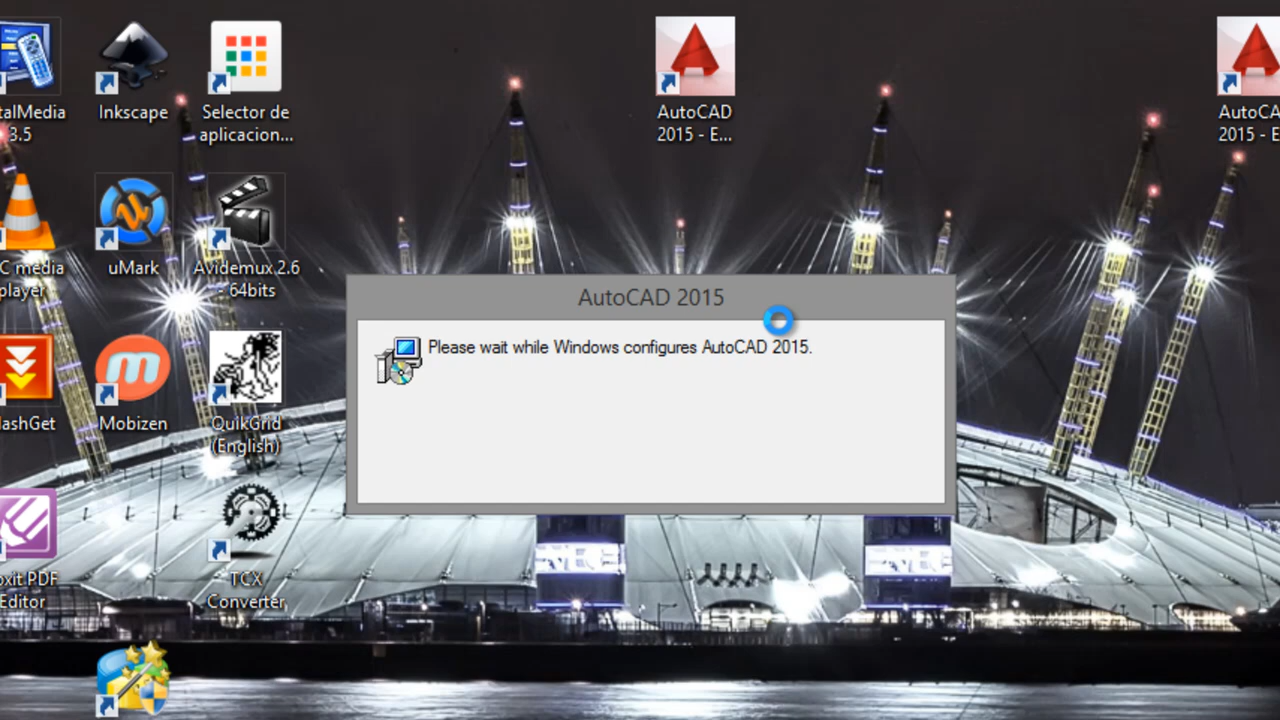 talMedia
3.5
Inkscape
Selector de
aplicacion...
AutoCAD
2015 - E...
AutoCA
2015 - E
C media
player
uMark
Avidemux 2.6
- 64bits
AutoCAD 2015
Please wait while Windows configures AutoCAD 2015.
lashGet
Mobizen
QuikGrid
(English)
oxit PDF
Editor
TCX
Converter